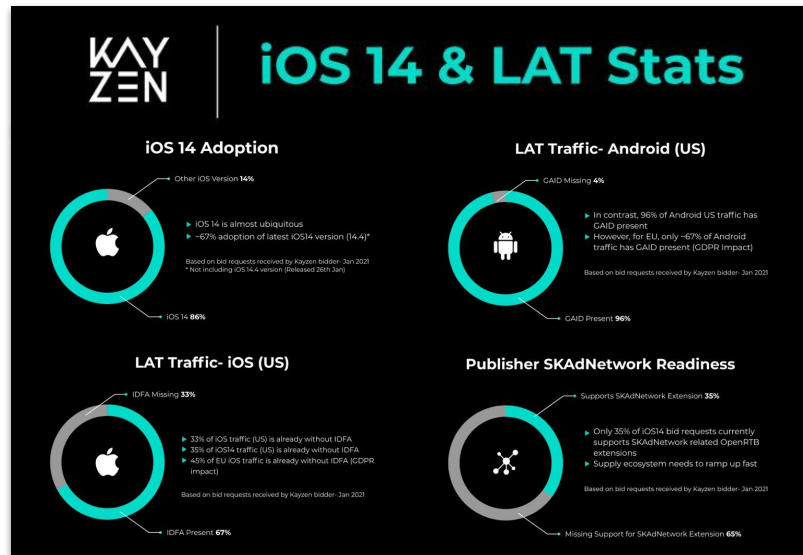 KAY
ZEN
iOS 14 & LAT Stats
iOS 14 Adoption
Other iOS Version 14%
iOS 14 is almost ubiquitous
~67% adoption of latest iOS14 version (14.4)*
Based on bid requests received by Kayzen bidder- Jan 2021
* Not including iOS 14.4 version (Released 26th Jan)
iOS 14 86%
LAT Traffic- Android (US)
GAID Missing 4%
In contrast, 96% of Android US traffic has
GAID present
However, for EU, only ~67% of Android
traffic has GAID present (GDPR Impact)
Based on bid requests received by Kayzen bidder- Jan 2021
GAID Present 96%
LAT Traffic- iOS (US)
IDFA Missing 33%
33% of iOS traffic (US) is already without IDFA
35% of iOS14 traffic (US) is already without IDFA
45% of EU iOS traffic is already without IDFA (GDPR
impact)
Based on bid requests received by Kayzen bidder- Jan 2021
IDFA Present 67%
Publisher SKAdNetwork Readiness
Supports SKAdNetwork Extension 35%
Only 35% of iOS14 bid requests currently
supports SKAdNetwork related OpenRTB
extensions
Supply ecosystem needs to ramp up fast
Based on bid requests received by Kayzen bidder- Jan 2021
Missing Support for SKAdNetwork Extension 65%